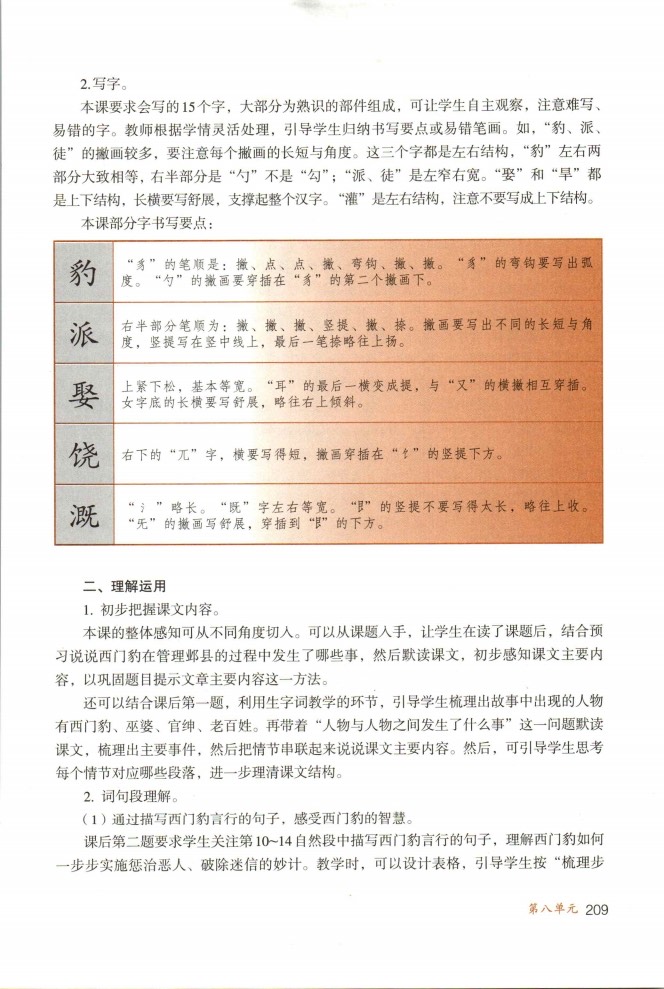 2.写字。
本课要求会写的15个字，大部分为熟识的部件组成，可让学生自主观察，注意难写、
易错的字。教师根据学情灵活处理，引导学生归纳书写要点或易错笔画。如，“豹、派、
徒”的撇画较多，要注意每个撇画的长短与角度。这三个字都是左右结构，“豹”左右两
部分大致相等，右半部分是“勺”不是“勾”；“派、徒”是左窄右宽。“娶”和“旱”都
是上下结构，长横要写舒展，支撑起整个汉字。“灌”是左右结构，注意不要写成上下结构。
本课部分字书写要点：
豹
“豸”的笔顺是：撇、点、点、撇、弯钩、撇、撇。“豸”的弯钩要写出弧
度。“勺”的撇画要穿插在“豸”的第二个撇画下。
派
右半部分笔顺为：撇、撇、撇、竖提、撇、捺。撇画要写出不同的长短与角
度，竖提写在竖中线上，最后一笔捺略往上扬。
娶
上紧下松，基本等宽。“耳”的最后一横变成提，与“又”的横撇相互穿插。
女字底的长横要写舒展，略往右上倾斜。
饶
右下的“兀”字，横要写得短，撇画穿插在“饣”的竖提下方。
溉
“氵”略长。“既”字左右等宽。“⻏”的竖提不要写得太长，略往上收。
“旡”的撇画写舒展，穿插到“⻏”的下方。
二、理解运用
1. 初步把握课文内容。
本课的整体感知可从不同角度切入。可以从课题入手，让学生在读了课题后，结合预
习说说西门豹在管理邺县的过程中发生了哪些事，然后默读课文，初步感知课文主要内
容，以巩固题目提示文章主要内容这一方法。
还可以结合课后第一题，利用生字词教学的环节，引导学生梳理出故事中出现的人物
有西门豹、巫婆、官绅、老百姓。再带着“人物与人物之间发生了什么事”这一问题默读
课文，梳理出主要事件，然后把情节串联起来说说课文主要内容。然后，可引导学生思考
每个情节对应哪些段落，进一步理清课文结构。
2. 词句段理解。
（1）通过描写西门豹言行的句子，感受西门豹的智慧。
课后第二题要求学生关注第10~14自然段中描写西门豹言行的句子，理解西门豹如何
一步步实施惩治恶人、破除迷信的妙计。教学时，可以设计表格，引导学生按“梳理步
第八单元 209